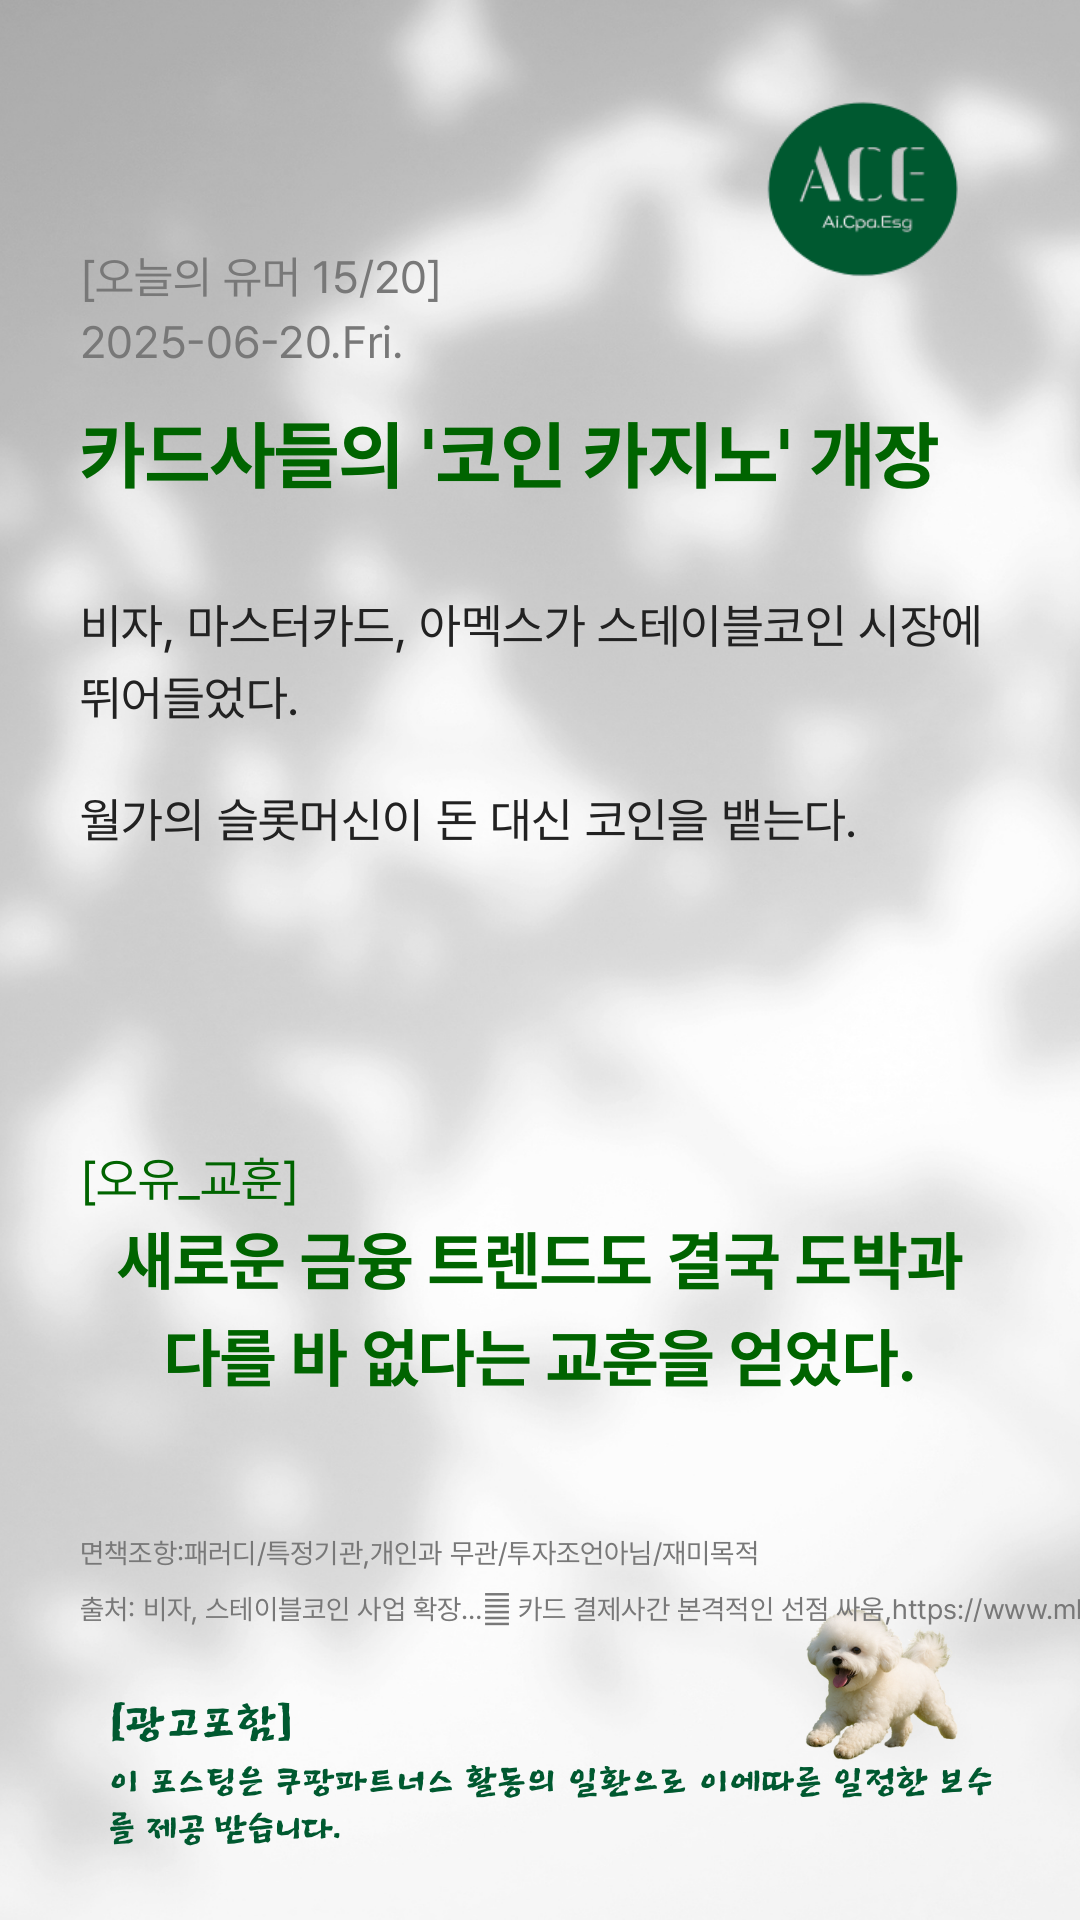 ACE
Ai.Cpa.Esg
[오늘의 유머 15/20]
2025-06-20.Fri.
카드사들의 '코인 카지노' 개장
비자, 마스터카드, 아멕스가 스테이블코인 시장에
뛰어들었다.
월가의 슬롯머신이 돈 대신 코인을 뱉는다.
[오유_교훈]
새로운 금융 트렌드도 결국 도박과
다를 바 없다는 교훈을 얻었다.
면책조항:패러디/특정기관,개인과 무관/투자조언아님/재미목적
출처: 비자, 스테이블코인 사업 확장... 카드 결제사간 본격적인 선점 싸움,https://www.ml
[광고포함]
이 포스팅은 쿠팡파트너스 활동의 일환으로 이에따른 일정한 보수
를 제공 받습니다.